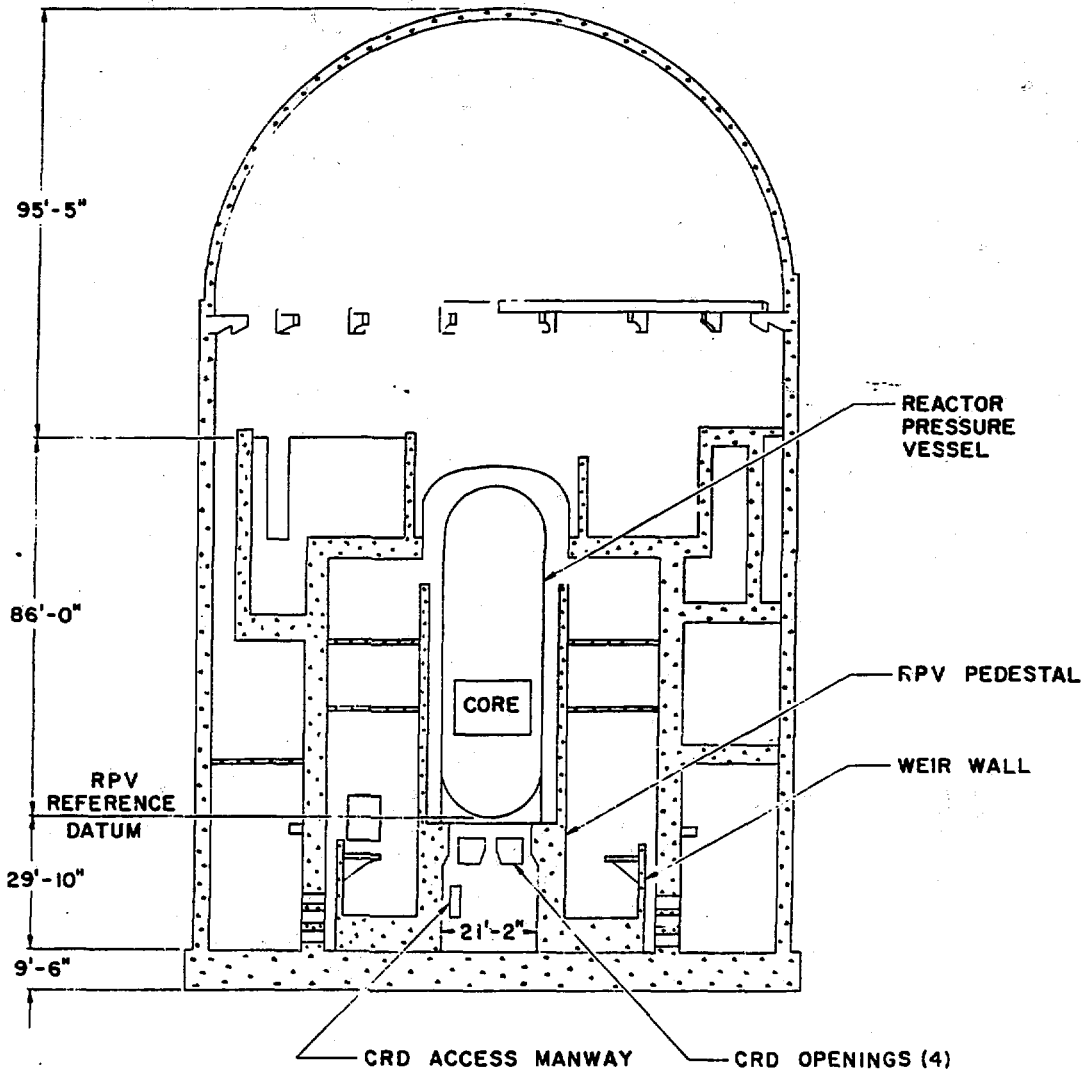 95'-5"
REACTOR
PRESSURE
VESSEL
86'-0"
RPV PEDESTAL
CORE
WEIR WALL
RPV
REFERENCE
DATUM
29'-10"
21'-2"
9'-6"
CRD ACCESS MANWAY
CRD OPENINGS (4)